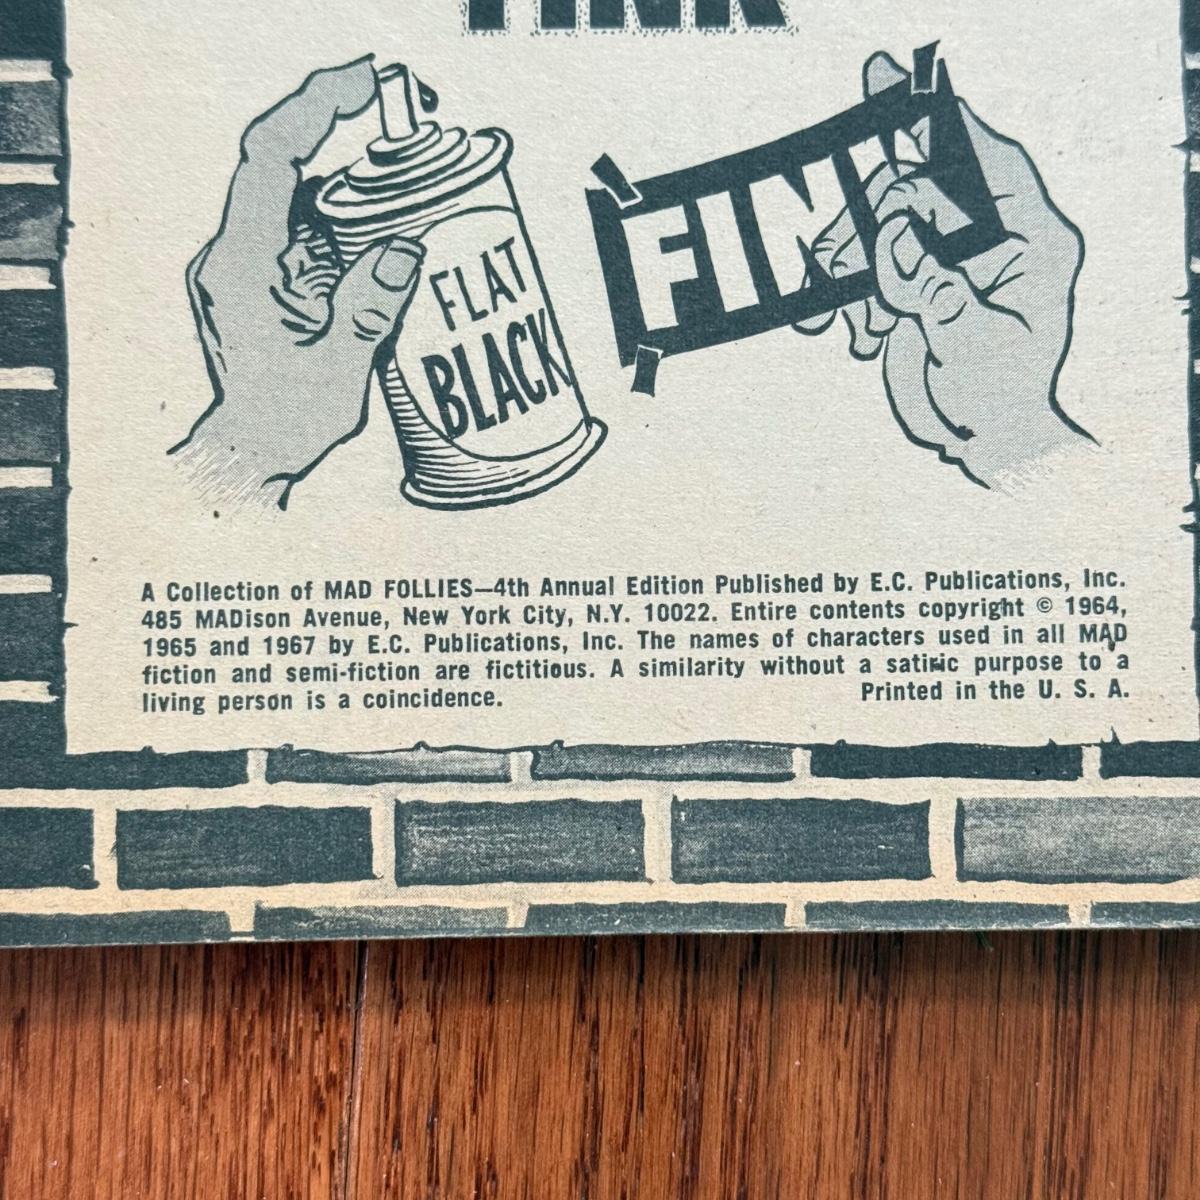 FINK
FLAT
BLACK
FINK
A Collection of MAD FOLLIES—4th Annual Edition Published by E.C. Publications, Inc.
485 MADison Avenue, New York City, N.Y. 10022. Entire contents copyright © 1964,
1965 and 1967 by E.C. Publications, Inc. The names of characters used in all MAD
fiction and semi-fiction are fictitious. A similarity without a satiric purpose to a
living person is a coincidence. Printed in the U. S. A.